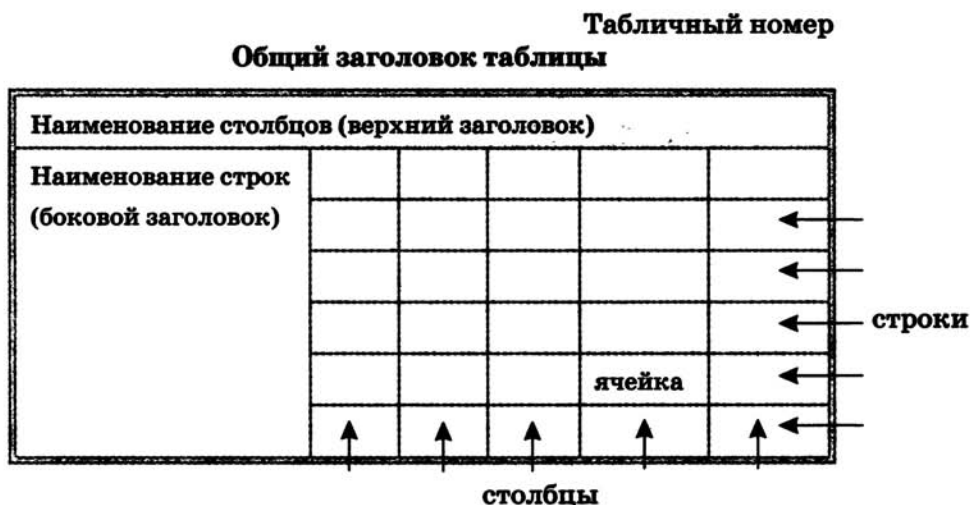 Табличный номер
Общий заголовок таблицы
Наименование столбцов (верхний заголовок)
Наименование строк
(боковой заголовок)
строки
ячейка
столбцы